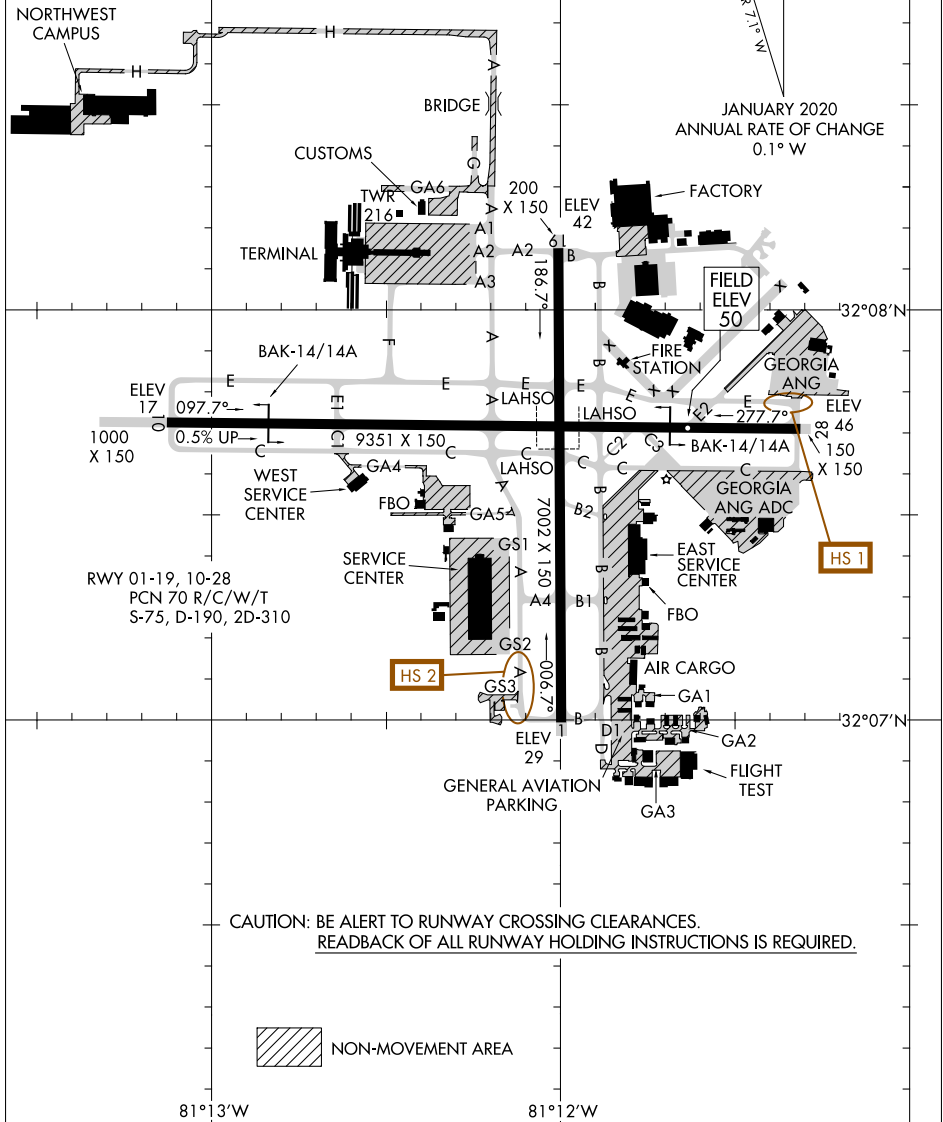 NORTHWEST
CAMPUS
H
H
A
R 7.1° W
BRIDGE
JANUARY 2020
ANNUAL RATE OF CHANGE
0.1° W
CUSTOMS
G
GA6
TWR
216
A
200
X 150
ELEV
42
FACTORY
A1
19
TERMINAL
A2
A2
B
A3
186.7°
B
FIELD
ELEV
50
X
32°08'N
F
A
BAK-14/14A
X
B
FIRE
STATION
X
X
GEORGIA
ANG
ELEV
17
097.7°
E
E1
E
A
E
LAHSO
E
LAHSO
E2
E
277.7°
ELEV
46
10
28
1000
X 150
0.5% UP
9351 X 150
C1
C
C
C
LAHSO
C
C2
C3
C
BAK-14/14A
C
150
X 150
WEST
SERVICE
CENTER
GA4
FBO
GA5
A
B
B2
GEORGIA
ANG ADC
7002 X 150
SERVICE
CENTER
GS1
A
B
EAST
SERVICE
CENTER
HS 1
RWY 01-19, 10-28
PCN 70 R/C/W/T
S-75, D-190, 2D-310
A4
B1
FBO
GS2
B
HS 2
A
006.7°
AIR CARGO
GS3
GA1
B
1
D1
32°07'N
ELEV
29
D
GA2
GENERAL AVIATION
PARKING
FLIGHT
TEST
GA3
CAUTION: BE ALERT TO RUNWAY CROSSING CLEARANCES.
READBACK OF ALL RUNWAY HOLDING INSTRUCTIONS IS REQUIRED.
NON-MOVEMENT AREA
81°13'W
81°12'W